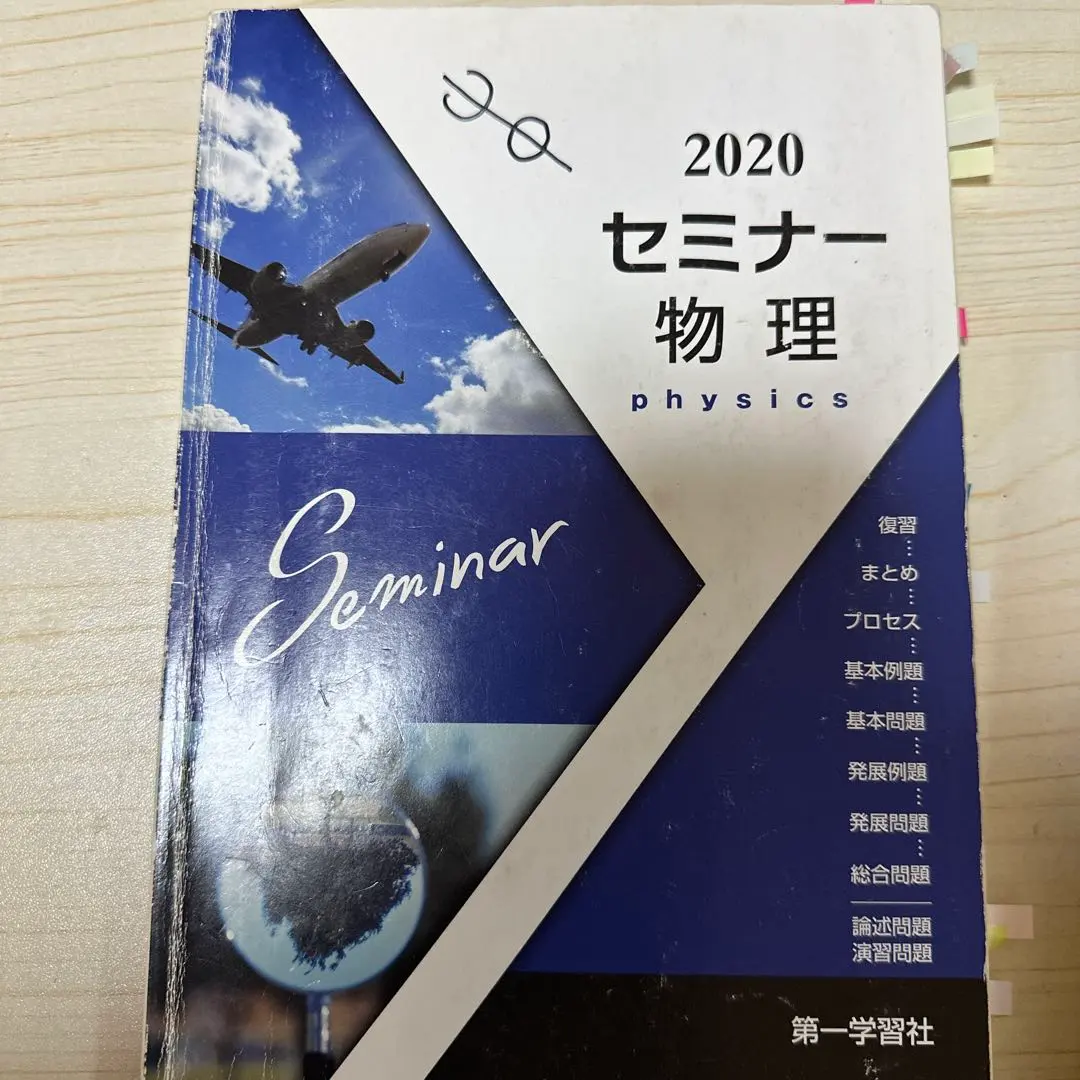 2020
セミナー
物理
physics
Seminar
復習
まとめ
プロセス
基本例題
基本問題
発展例題
発展問題
総合問題
論述問題
演習問題
第一学習社